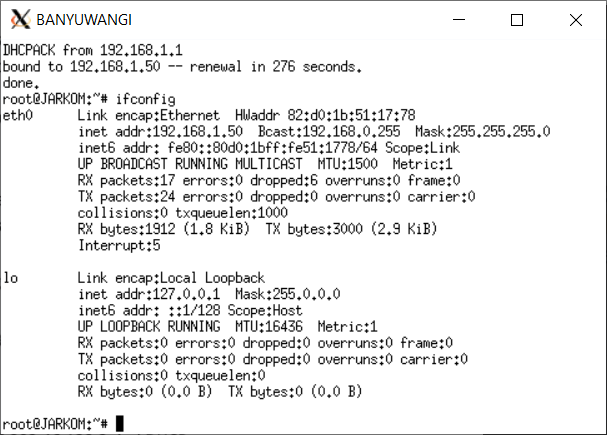 BANYUWANGI
DHCPACK from 192.168.1.1
bound to 192.168.1.50 -- renewal in 276 seconds.
done.
root@JARKOM:~# ifconfig
eth0      Link encap:Ethernet  HWaddr 82:d0:1b:51:17:78
          inet addr:192.168.1.50  Bcast:192.168.0.255  Mask:255.255.255.0
          inet6 addr: fe80::80d0:1bff:fe51:1778/64 Scope:Link
          UP BROADCAST RUNNING MULTICAST  MTU:1500  Metric:1
          RX packets:17 errors:0 dropped:6 overruns:0 frame:0
          TX packets:24 errors:0 dropped:0 overruns:0 carrier:0
          collisions:0 txqueuelen:1000
          RX bytes:1912 (1.8 KiB)  TX bytes:3000 (2.9 KiB)
          Interrupt:5
lo        Link encap:Local Loopback
          inet addr:127.0.0.1  Mask:255.0.0.0
          inet6 addr: ::1/128 Scope:Host
          UP LOOPBACK RUNNING  MTU:16436  Metric:1
          RX packets:0 errors:0 dropped:0 overruns:0 frame:0
          TX packets:0 errors:0 dropped:0 overruns:0 carrier:0
          collisions:0 txqueuelen:0
          RX bytes:0 (0.0 B)  TX bytes:0 (0.0 B)
root@JARKOM:~#